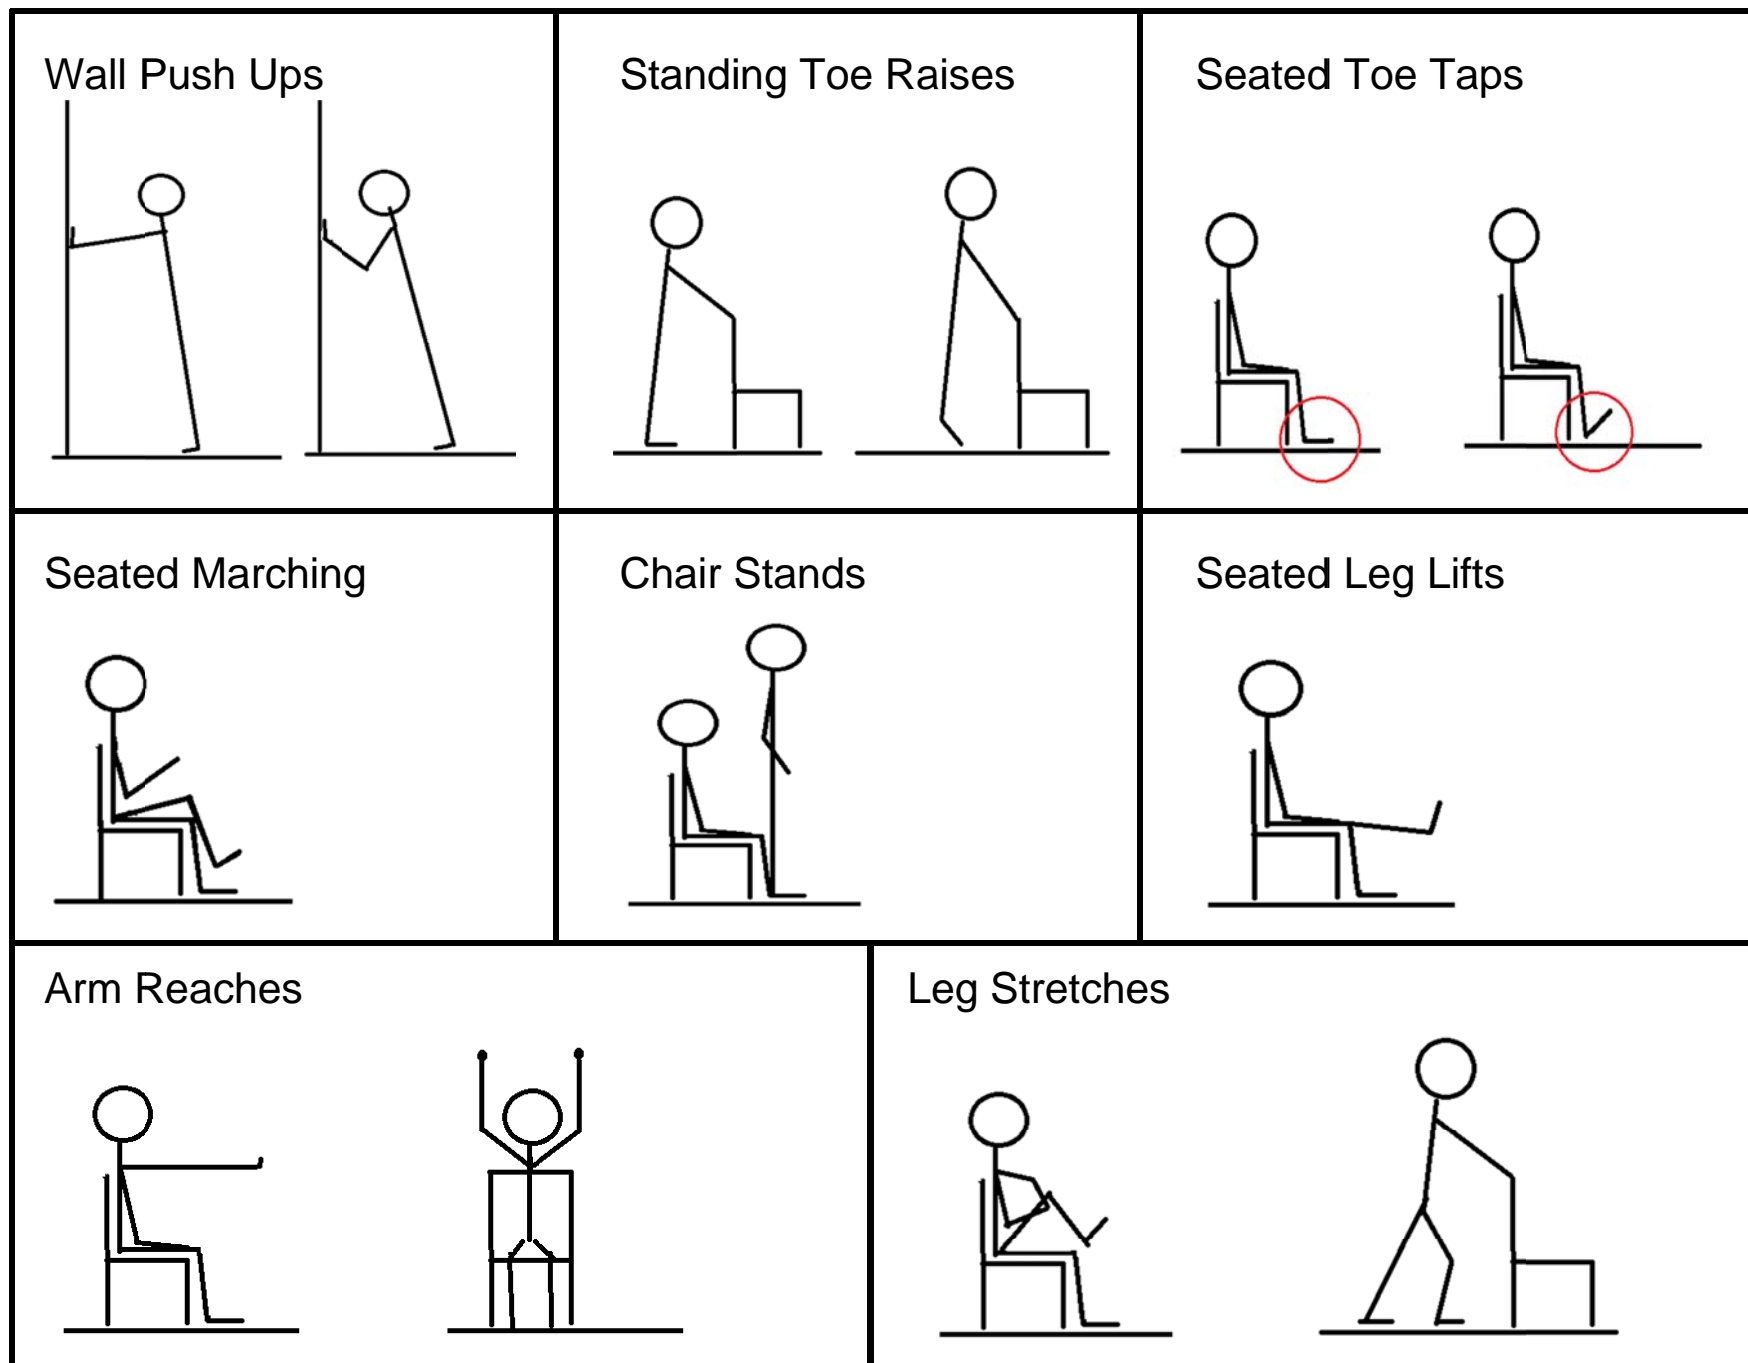 Wall Push Ups
Standing Toe Raises
Seated Toe Taps
Seated Marching
Chair Stands
Seated Leg Lifts
Arm Reaches
Leg Stretches